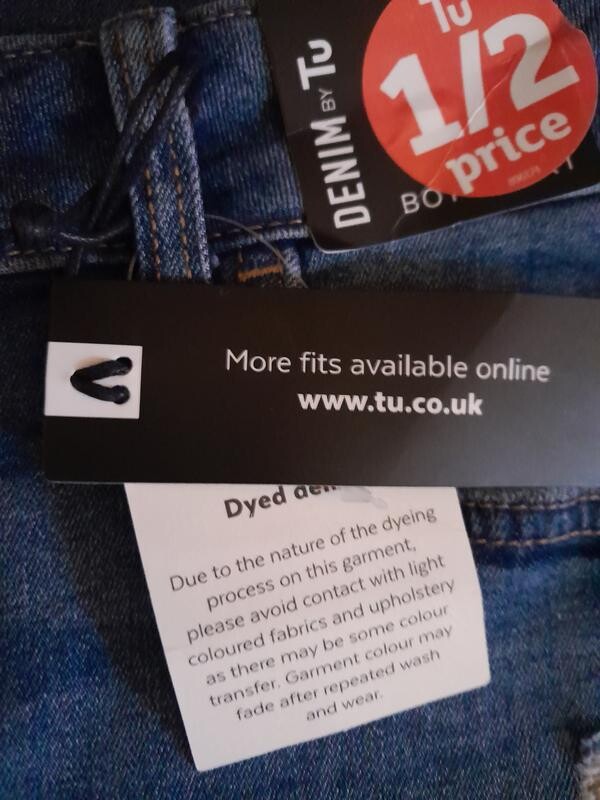 DENIM BY Tu
Tu
1/2
price
More fits available online
www.tu.co.uk
Dyed
Due to the nature of the dyeing
process on this garment,
please avoid contact with light
coloured fabrics and upholstery
as there may be some colour
transfer. Garment colour may
fade after repeated wash
and wear.